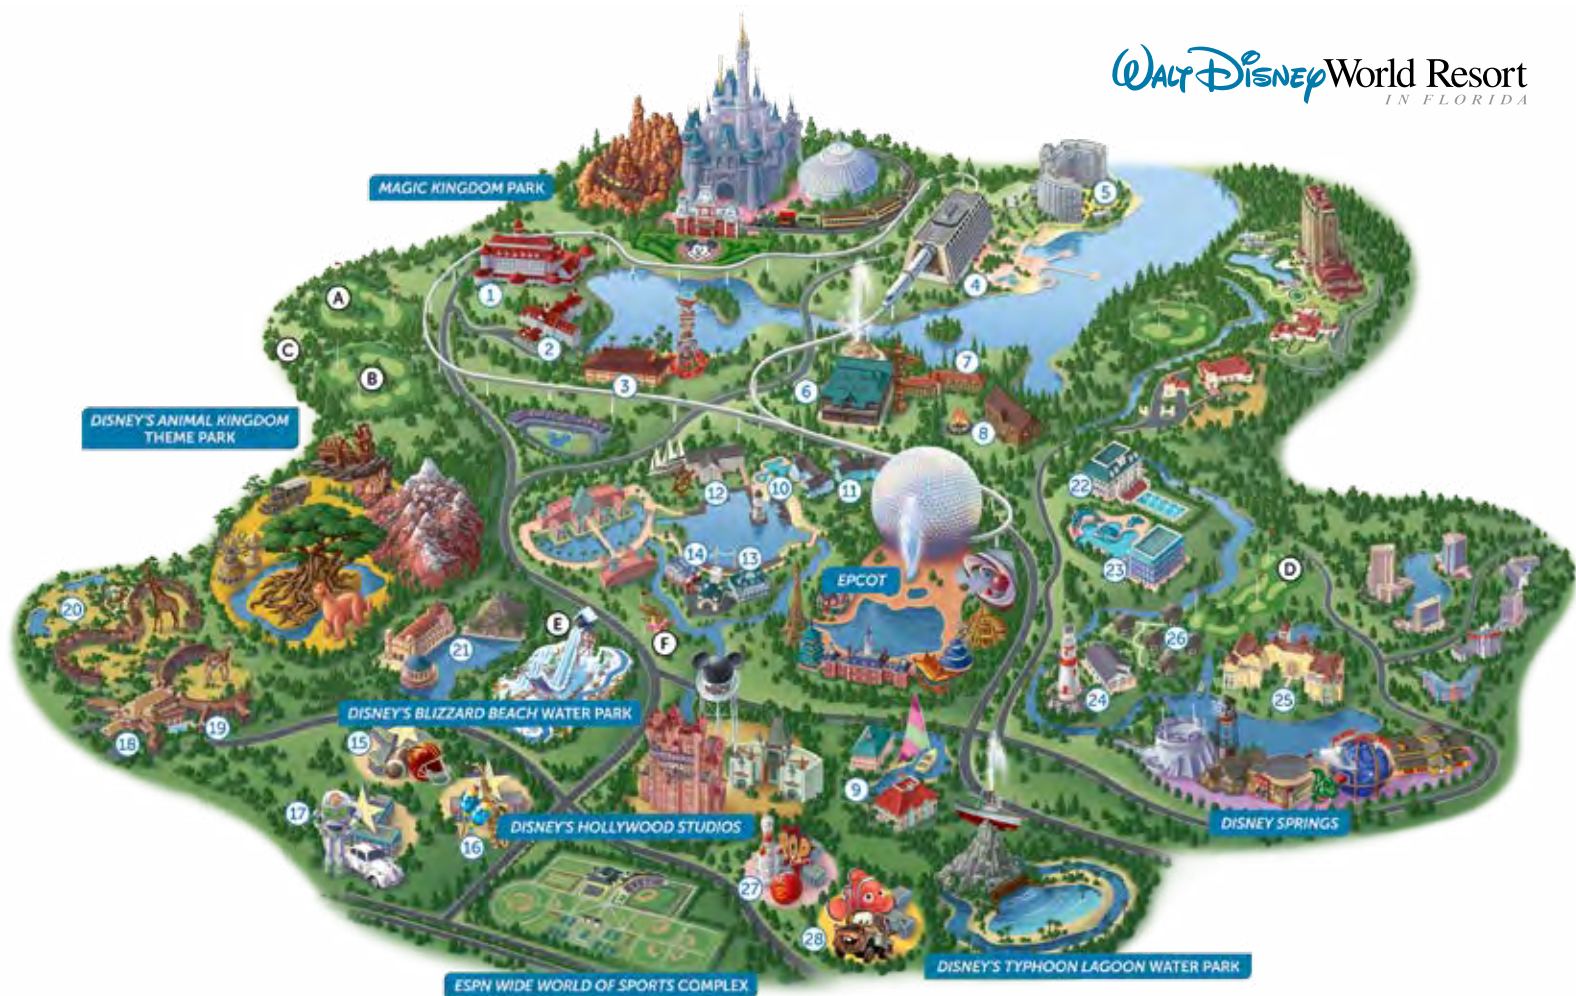 WALT DISNEY World Resort
IN FLORIDA
MAGIC KINGDOM PARK
5
A
1
4
2
C
B
3
6
7
8
DISNEY'S ANIMAL KINGDOM
THEME PARK
12
10
11
22
14
13
23
EPCOT
D
20
E
F
21
26
18
19
DISNEY'S BLIZZARD BEACH WATER PARK
24
25
15
9
17
16
DISNEY'S HOLLYWOOD STUDIOS
DISNEY SPRINGS
POP
27
28
DISNEY'S TYPHOON LAGOON WATER PARK
ESPN WIDE WORLD OF SPORTS COMPLEX